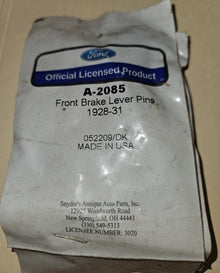 Ford
Official Licensed Product
A-2085
Front Brake Lever Pins
1928-31
052209/DK
MADE IN USA
Snyder's Antique Auto Parts, Inc.
12925 Woodworth Road
New Springfield, OH 44443
(330) 549-5313
LICENSER NUMBER: 3020